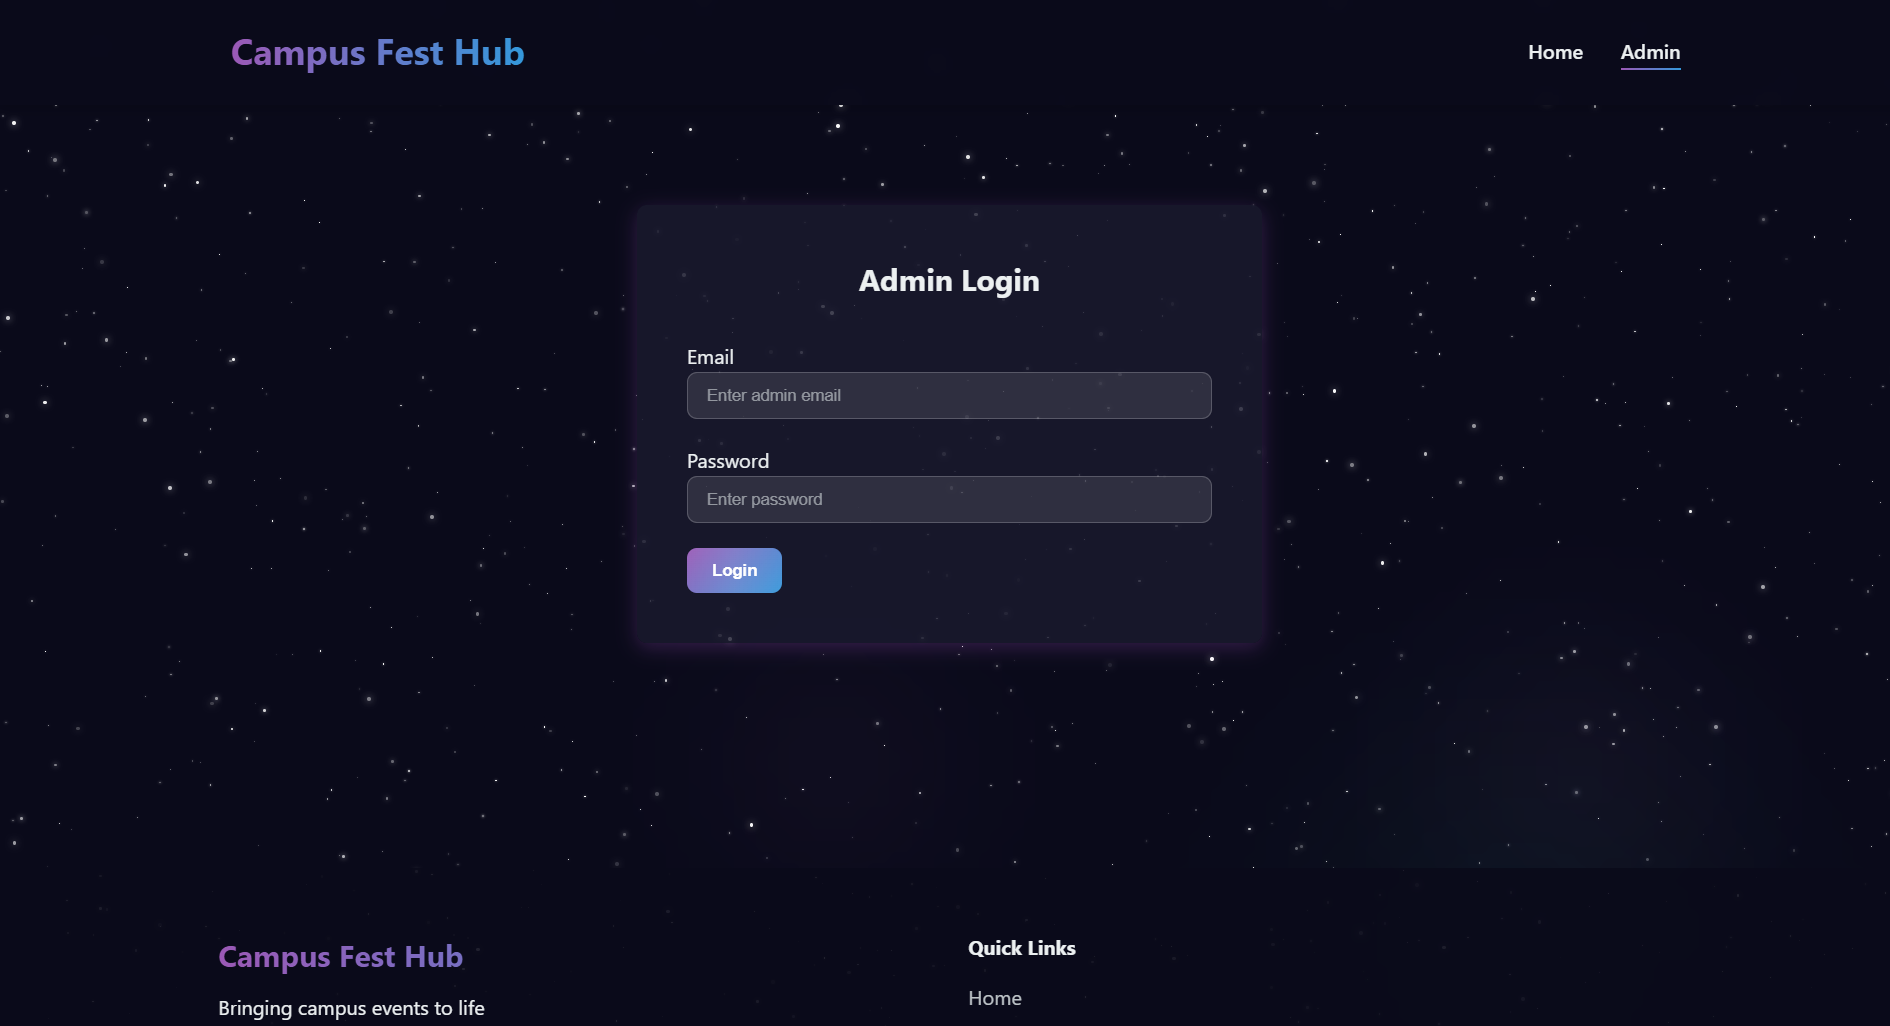 Campus Fest Hub
Home
Admin
Admin Login
Email
Enter admin email
Password
Enter password
Login
Campus Fest Hub
Bringing campus events to life
Quick Links
Home